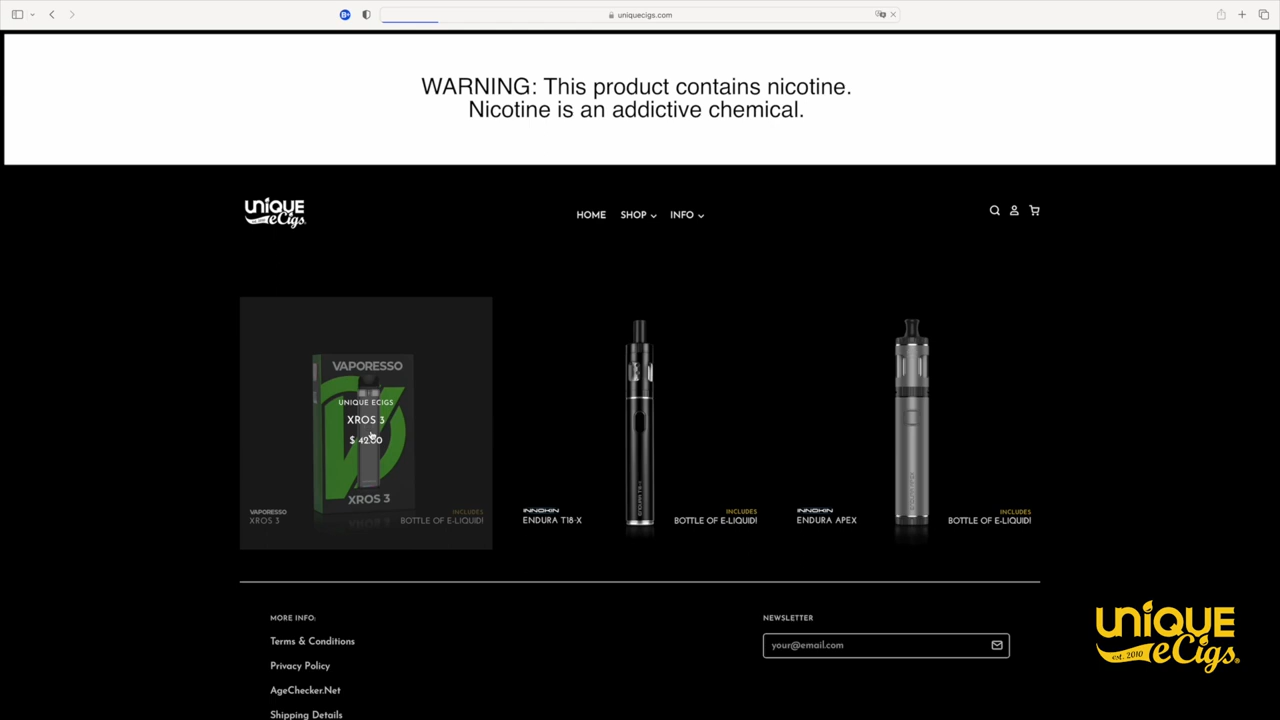 uniquecigs.com
WARNING: This product contains nicotine.
Nicotine is an addictive chemical.
UNIQUE
eCigs
HOME
SHOP
INFO
VAPORESSO
UNIQUE ECIGS
XROS 3
XROS 3
VAPORESSO
XROS 3
INCLUDES
BOTTLE OF E-LIQUID!
INNOKIN
ENDURA T18-X
INCLUDES
BOTTLE OF E-LIQUID!
INNOKIN
ENDURA APEX
INCLUDES
BOTTLE OF E-LIQUID!
MORE INFO:
Terms & Conditions
Privacy Policy
AgeChecker.Net
Shipping Details
NEWSLETTER
your@email.com
UNIQUE
est. 2010 eCigs®